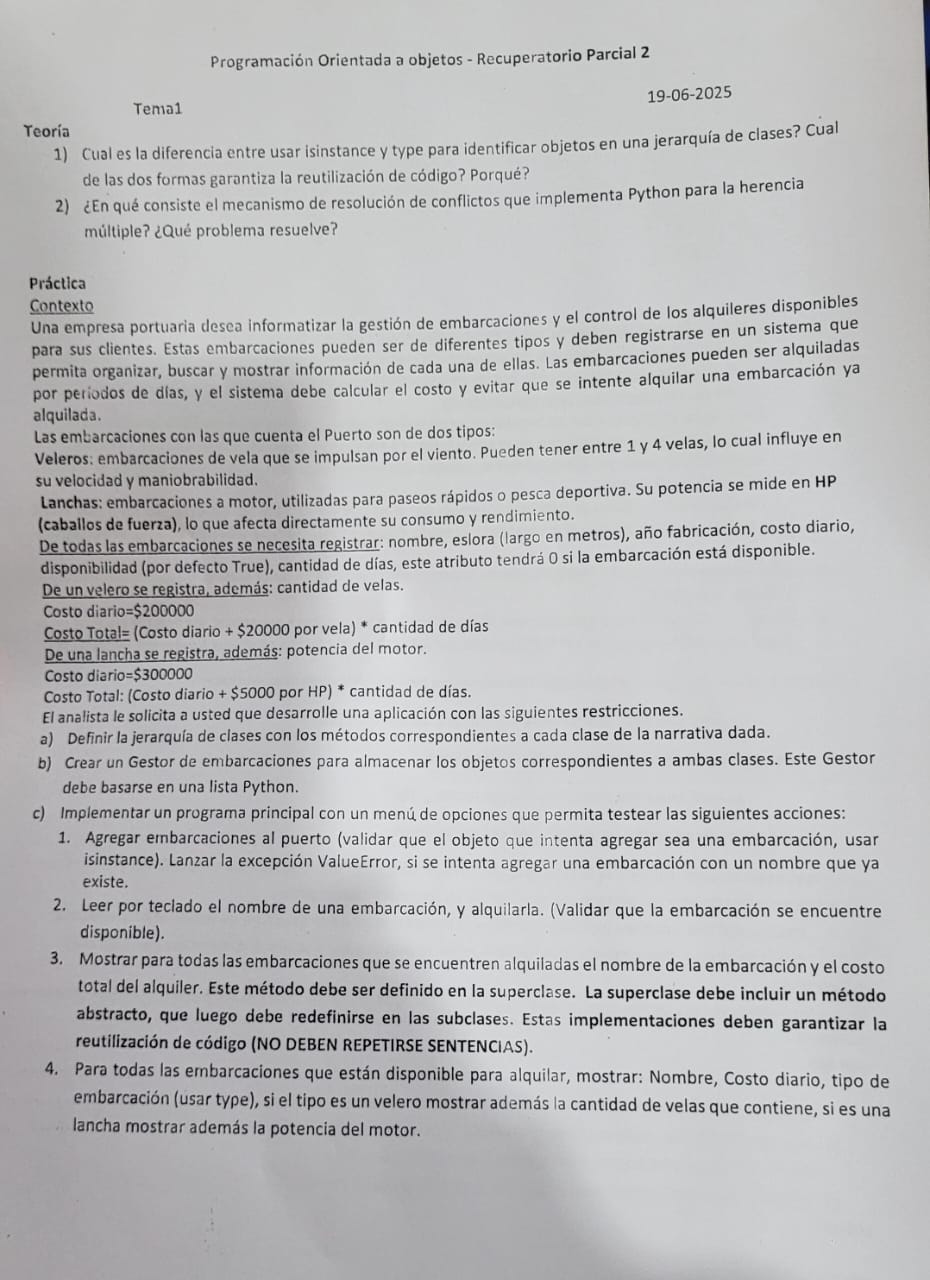 Programación Orientada a objetos - Recuperatorio Parcial 2
Tema1
19-06-2025
Teoría
1) Cual es la diferencia entre usar isinstance y type para identificar objetos en una jerarquía de clases? Cual
de las dos formas garantiza la reutilización de código? Porqué?
2) ¿En qué consiste el mecanismo de resolución de conflictos que implementa Python para la herencia
múltiple? ¿Qué problema resuelve?
Práctica
Contexto
Una empresa portuaria desea informatizar la gestión de embarcaciones y el control de los alquileres disponibles
para sus clientes. Estas embarcaciones pueden ser de diferentes tipos y deben registrarse en un sistema que
permita organizar, buscar y mostrar información de cada una de ellas. Las embarcaciones pueden ser alquiladas
por periodos de días, y el sistema debe calcular el costo y evitar que se intente alquilar una embarcación ya
alquilada.
Las embarcaciones con las que cuenta el Puerto son de dos tipos:
Veleros: embarcaciones de vela que se impulsan por el viento. Pueden tener entre 1 y 4 velas, lo cual influye en
su velocidad y maniobrabilidad.
Lanchas: embarcaciones a motor, utilizadas para paseos rápidos o pesca deportiva. Su potencia se mide en HP
(caballos de fuerza), lo que afecta directamente su consumo y rendimiento.
De todas las embarcaciones se necesita registrar: nombre, eslora (largo en metros), año fabricación, costo diario,
disponibilidad (por defecto True), cantidad de días, este atributo tendrá 0 si la embarcación está disponible.
De un velero se registra, además: cantidad de velas.
Costo diario=$200000
Costo Total= (Costo diario + $20000 por vela) * cantidad de días
De una lancha se registra, además: potencia del motor.
Costo diario=$300000
Costo Total: (Costo diario + $5000 por HP) * cantidad de días.
El analista le solicita a usted que desarrolle una aplicación con las siguientes restricciones.
a) Definir la jerarquía de clases con los métodos correspondientes a cada clase de la narrativa dada.
b) Crear un Gestor de embarcaciones para almacenar los objetos correspondientes a ambas clases. Este Gestor
debe basarse en una lista Python.
c) Implementar un programa principal con un menú de opciones que permita testear las siguientes acciones:
1. Agregar embarcaciones al puerto (validar que el objeto que intenta agregar sea una embarcación, usar
isinstance). Lanzar la excepción ValueError, si se intenta agregar una embarcación con un nombre que ya
existe.
2. Leer por teclado el nombre de una embarcación, y alquilarla. (Validar que la embarcación se encuentre
disponible).
3. Mostrar para todas las embarcaciones que se encuentren alquiladas el nombre de la embarcación y el costo
total del alquiler. Este método debe ser definido en la superclase. La superclase debe incluir un método
abstracto, que luego debe redefinirse en las subclases. Estas implementaciones deben garantizar la
reutilización de código (NO DEBEN REPETIRSE SENTENCIAS).
4. Para todas las embarcaciones que están disponible para alquilar, mostrar: Nombre, Costo diario, tipo de
embarcación (usar type), si el tipo es un velero mostrar además la cantidad de velas que contiene, si es una
lancha mostrar además la potencia del motor.